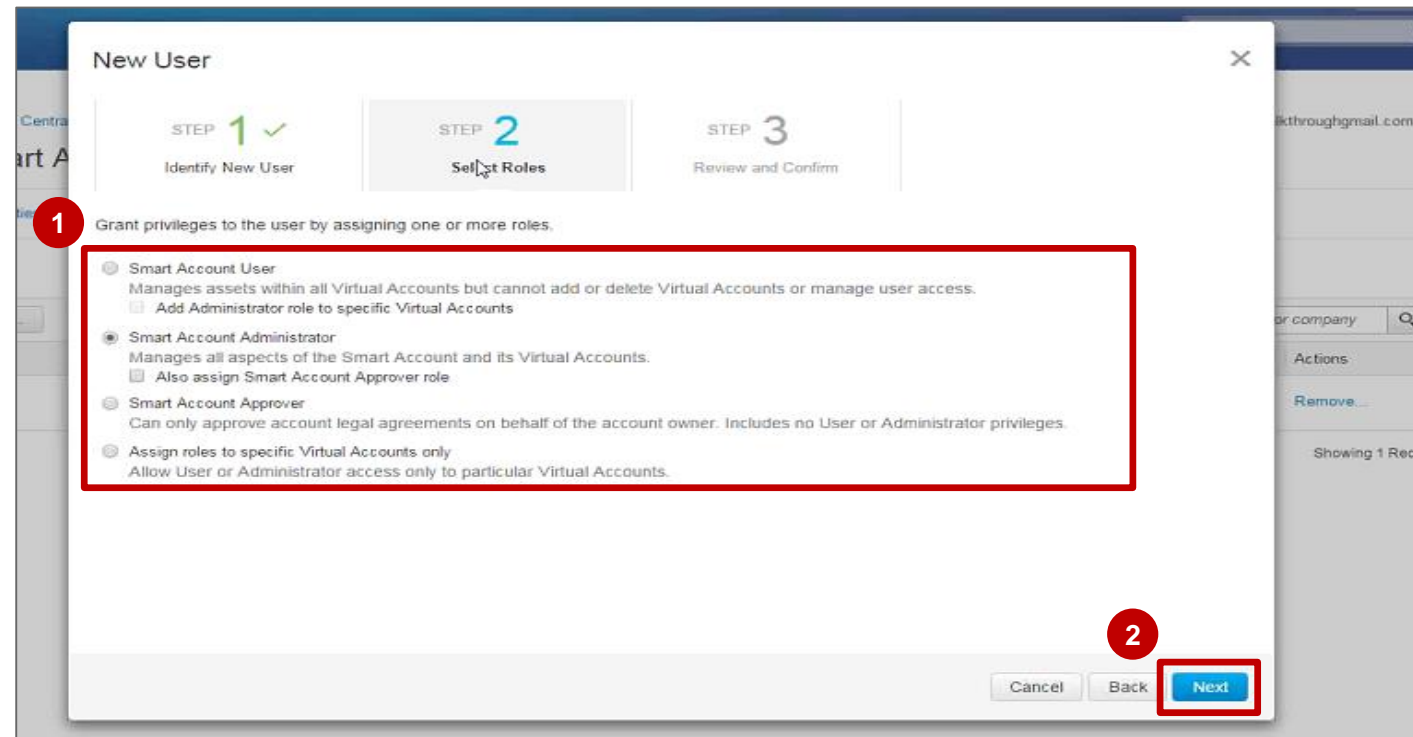 New User
Centra
art A
lkthroughgmail.com
STEP 1
Identify New User
STEP 2
Select Roles
STEP 3
Review and Confirm
1
Grant privileges to the user by assigning one or more roles.
Smart Account User
Manages assets within all Virtual Accounts but cannot add or delete Virtual Accounts or manage user access.
Add Administrator role to specific Virtual Accounts
Smart Account Administrator
Manages all aspects of the Smart Account and its Virtual Accounts.
Also assign Smart Account Approver role
Smart Account Approver
Can only approve account legal agreements on behalf of the account owner. Includes no User or Administrator privileges.
Assign roles to specific Virtual Accounts only
Allow User or Administrator access only to particular Virtual Accounts.
or company
Actions
Remove...
Showing 1 Rec
2
Cancel
Back
Next